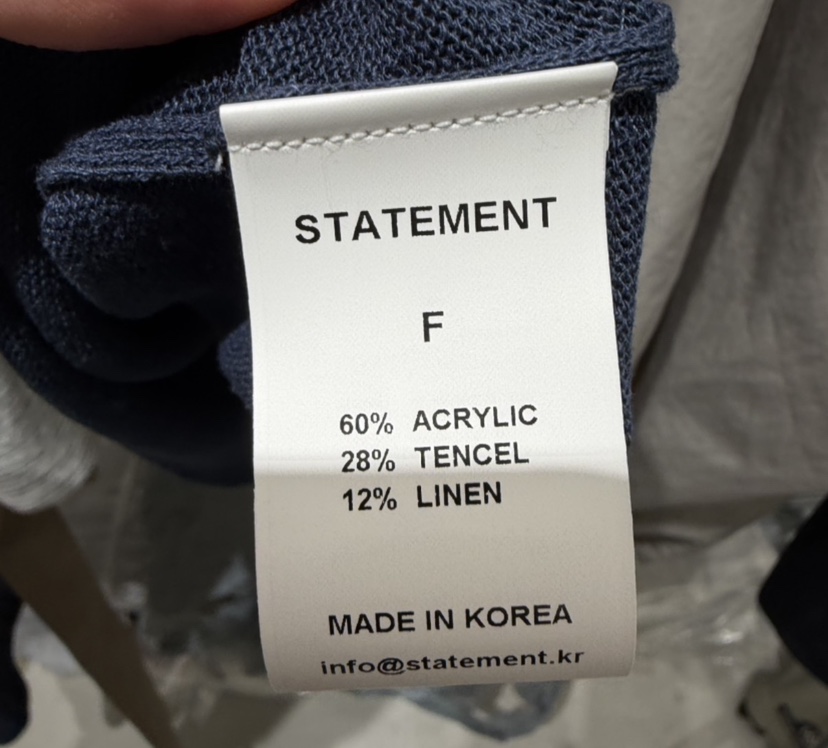 STATEMENT
F
60% ACRYLIC
28% TENCEL
12% LINEN
MADE IN KOREA
info@statement.kr